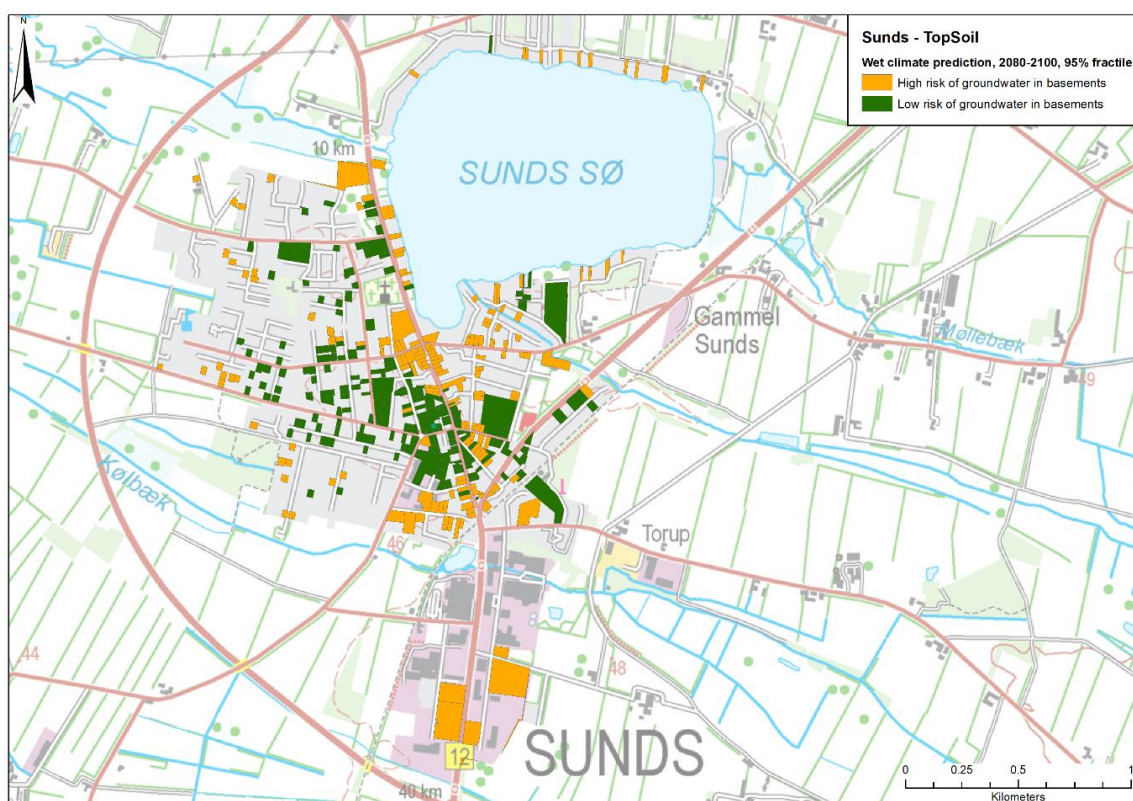 N
Sunds - TopSoil
Wet climate prediction, 2080-2100, 95% fractile
High risk of groundwater in basements
Low risk of groundwater in basements
10 km
SUNDS SØ
Gammel
Sunds
Møllebæk
49
Kølbæk
46
Torup
44
48
SUNDS
12
40 km
0 0.25 0.5 1
Kilometers